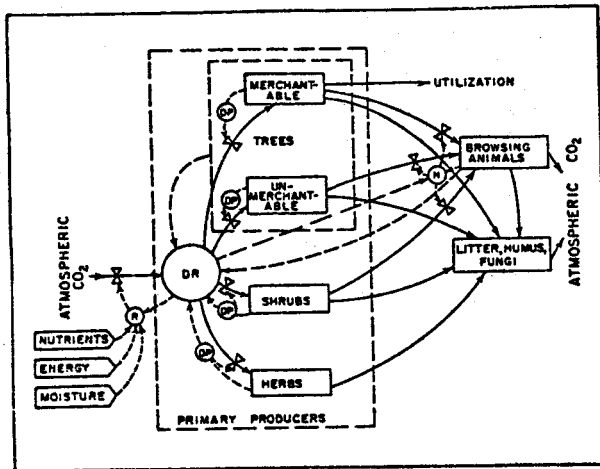 MERCHANT-
ABLE
UTILIZATION
DP
TREES
BROWSING
ANIMALS
N
UN-
MERCHANT-
ABLE
DP
ATMOSPHERIC
CO2
ATMOSPHERIC CO2
DR
LITTER, HUMUS,
FUNGI
SHRUBS
DP
R
NUTRIENTS
ENERGY
MOISTURE
DP
HERBS
PRIMARY PRODUCERS